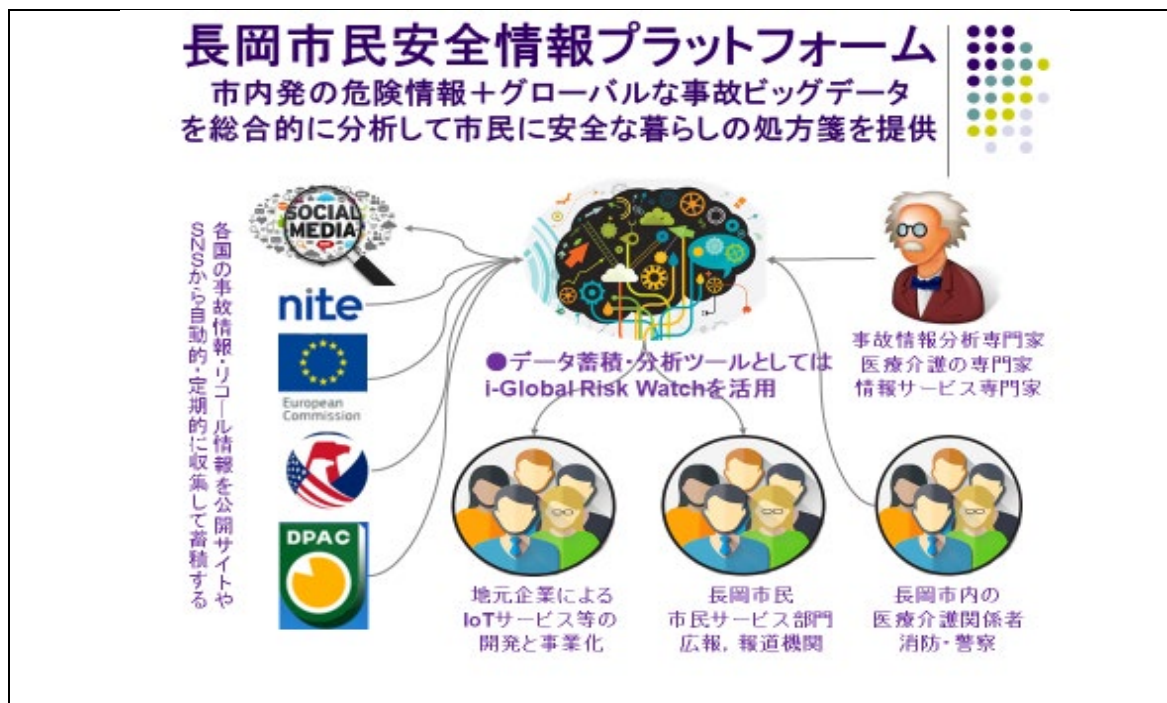 長岡市民安全情報プラットフォーム
市内発の危険情報＋グローバルな事故ビッグデータ
を総合的に分析して市民に安全な暮らしの処方箋を提供
各国の事故情報・リコール情報を公開サイトや
SNSから自動的・定期的に収集して蓄積する
SOCIAL
MEDIA
nite
European
Commission
DPAC
●データ蓄積・分析ツールとしては
i-Global Risk Watchを活用
事故情報分析専門家
医療介護の専門家
情報サービス専門家
地元企業による
IoTサービス等の
開発と事業化
長岡市民
市民サービス部門
広報，報道機関
長岡市内の
医療介護関係者
消防・警察